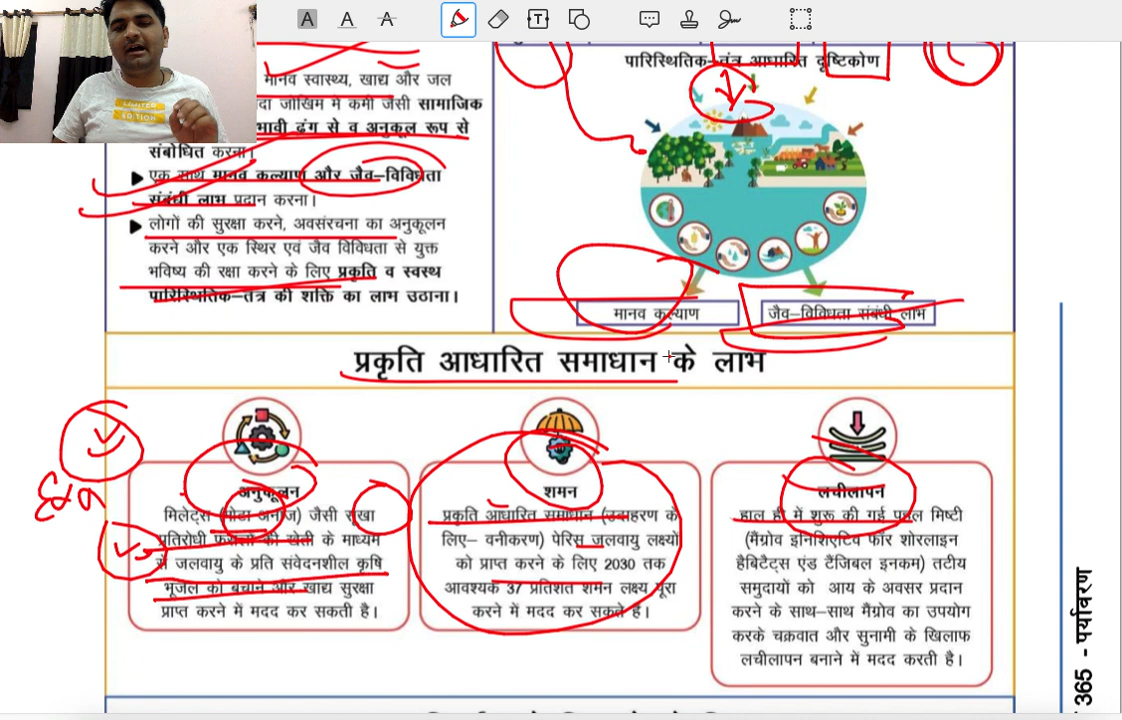 A A A
T
LIMITED
EDITION
मानव स्वास्थ्य, खाद्य और जल
दा जोखिम में कमी जैसी सामाजिक
भावी ढंग से व अनुकूल रूप से
संबोधित करना।
▶ एक साथ मानव कल्याण और जैव–विविधता
संबंधी लाभ प्रदान करना।
▶ लोगों की सुरक्षा करने, अवसंरचना का अनुकूलन
करने और एक स्थिर एवं जैव विविधता से युक्त
भविष्य की रक्षा करने के लिए प्रकृति व स्वस्थ
पारिस्थितिक–तंत्र की शक्ति का लाभ उठाना।
पारिस्थितिक–तंत्र आधारित दृष्टिकोण
मानव कल्याण
जैव–विविधता संबंधी लाभ
प्रकृति आधारित समाधान के लाभ
अनुकूलन
मिलेट्स (मोटा अनाज) जैसी सूखा
प्रतिरोधी फसलों की खेती के माध्यम
से जलवायु के प्रति संवेदनशील कृषि
भूजल को बचाने और खाद्य सुरक्षा
प्राप्त करने में मदद कर सकती है।
शमन
प्रकृति आधारित समाधान (उदाहरण के
लिए– वनीकरण) पेरिस जलवायु लक्ष्यों
को प्राप्त करने के लिए 2030 तक
आवश्यक 37 प्रतिशत शमन लक्ष्य पूरा
करने में मदद कर सकते हैं।
लचीलापन
हाल ही में शुरू की गई पहल मिष्टी
(मैंग्रोव इनिशिएटिव फॉर शोरलाइन
हैबिटैट्स एंड टैंजिबल इनकम) तटीय
समुदायों को आय के अवसर प्रदान
करने के साथ–साथ मैंग्रोव का उपयोग
करके चक्रवात और सुनामी के खिलाफ
लचीलापन बनाने में मदद करती है।
365 - पर्यावरण